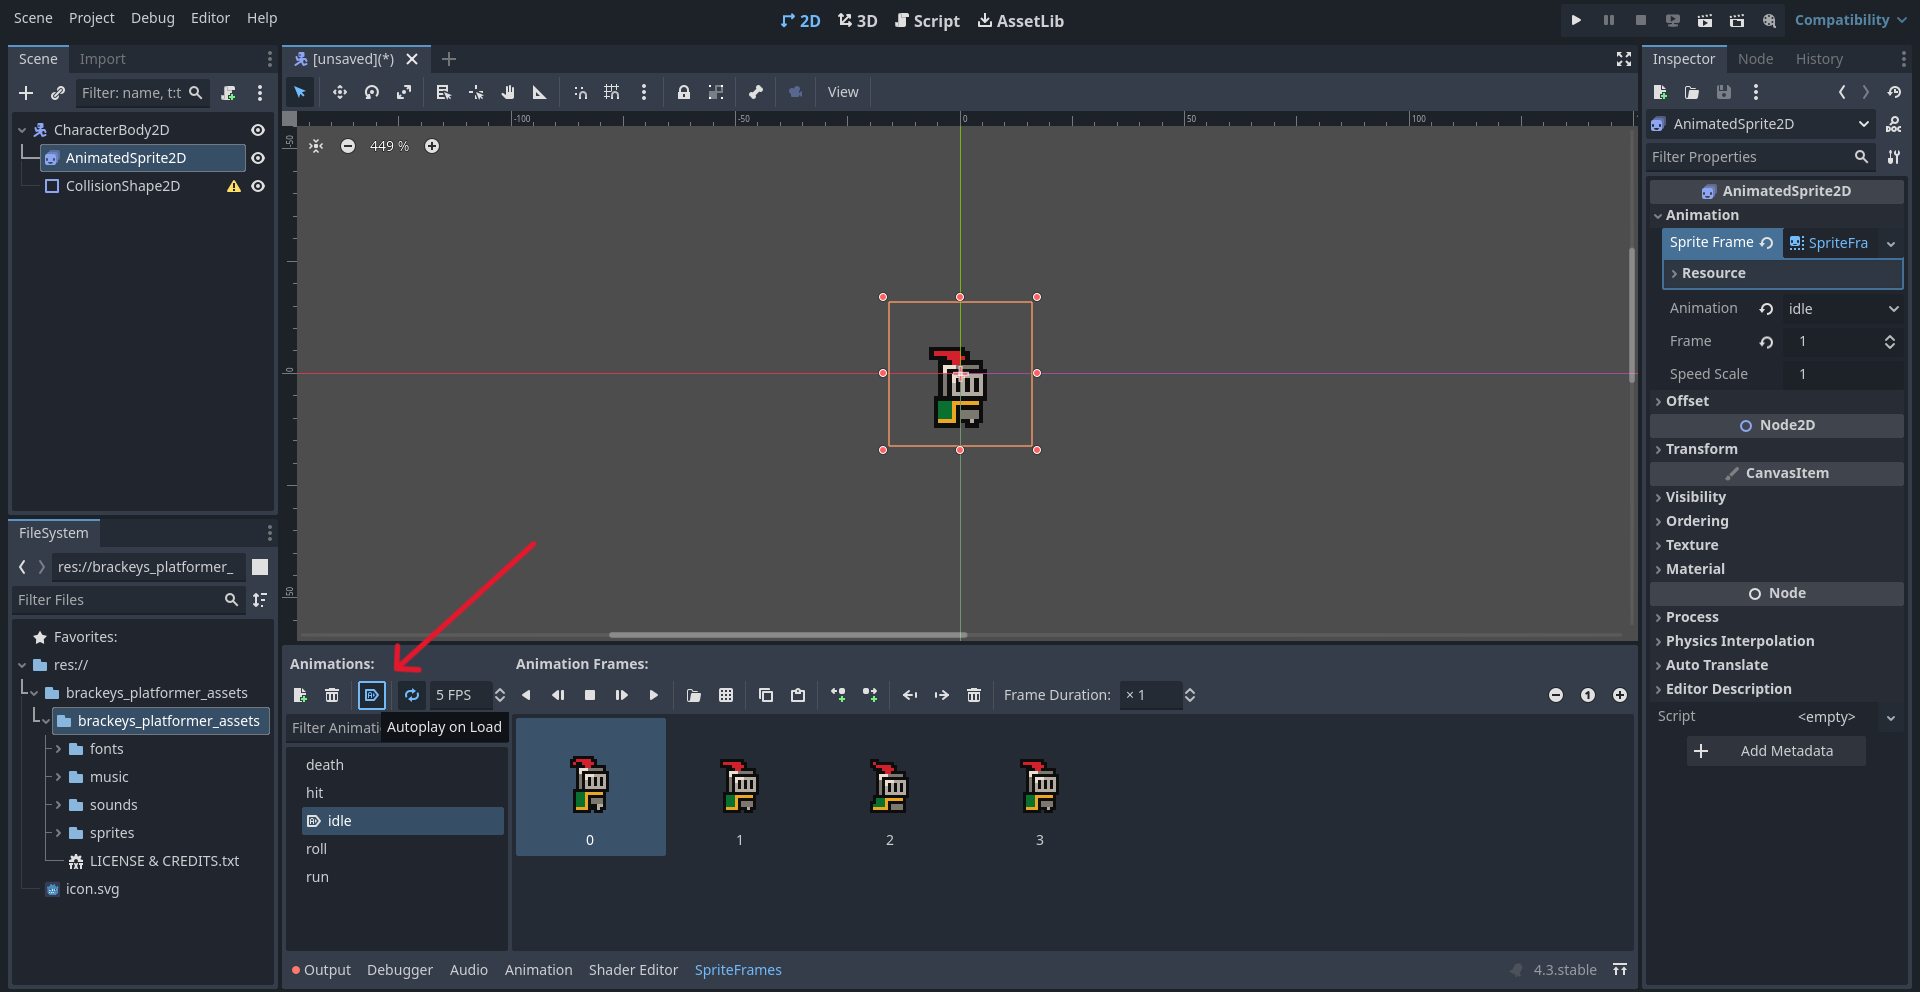 Scene Project Debug Editor Help
2D 3D Script AssetLib
Compatibility
Scene Import
Filter: name, t:t
CharacterBody2D
AnimatedSprite2D
CollisionShape2D
FileSystem
res://brackeys_platformer_
Filter Files
Favorites:
res://
brackeys_platformer_assets
brackeys_platformer_assets
fonts
music
sounds
sprites
LICENSE & CREDITS.txt
icon.svg
[unsaved](*)
View
-100 -50 0 50 100
-50
0
50
449 %
Animations:
5 FPS
Filter Animati
Autoplay on Load
death
hit
idle
roll
run
Animation Frames:
Frame Duration: × 1
0 1 2 3
Output Debugger Audio Animation Shader Editor SpriteFrames
4.3.stable
Inspector Node History
AnimatedSprite2D
DOC
Filter Properties
AnimatedSprite2D
Animation
Sprite Frame SpriteFra
Resource
Animation idle
Frame 1
Speed Scale 1
Offset
Node2D
Transform
CanvasItem
Visibility
Ordering
Texture
Material
Node
Process
Physics Interpolation
Auto Translate
Editor Description
Script <empty>
Add Metadata